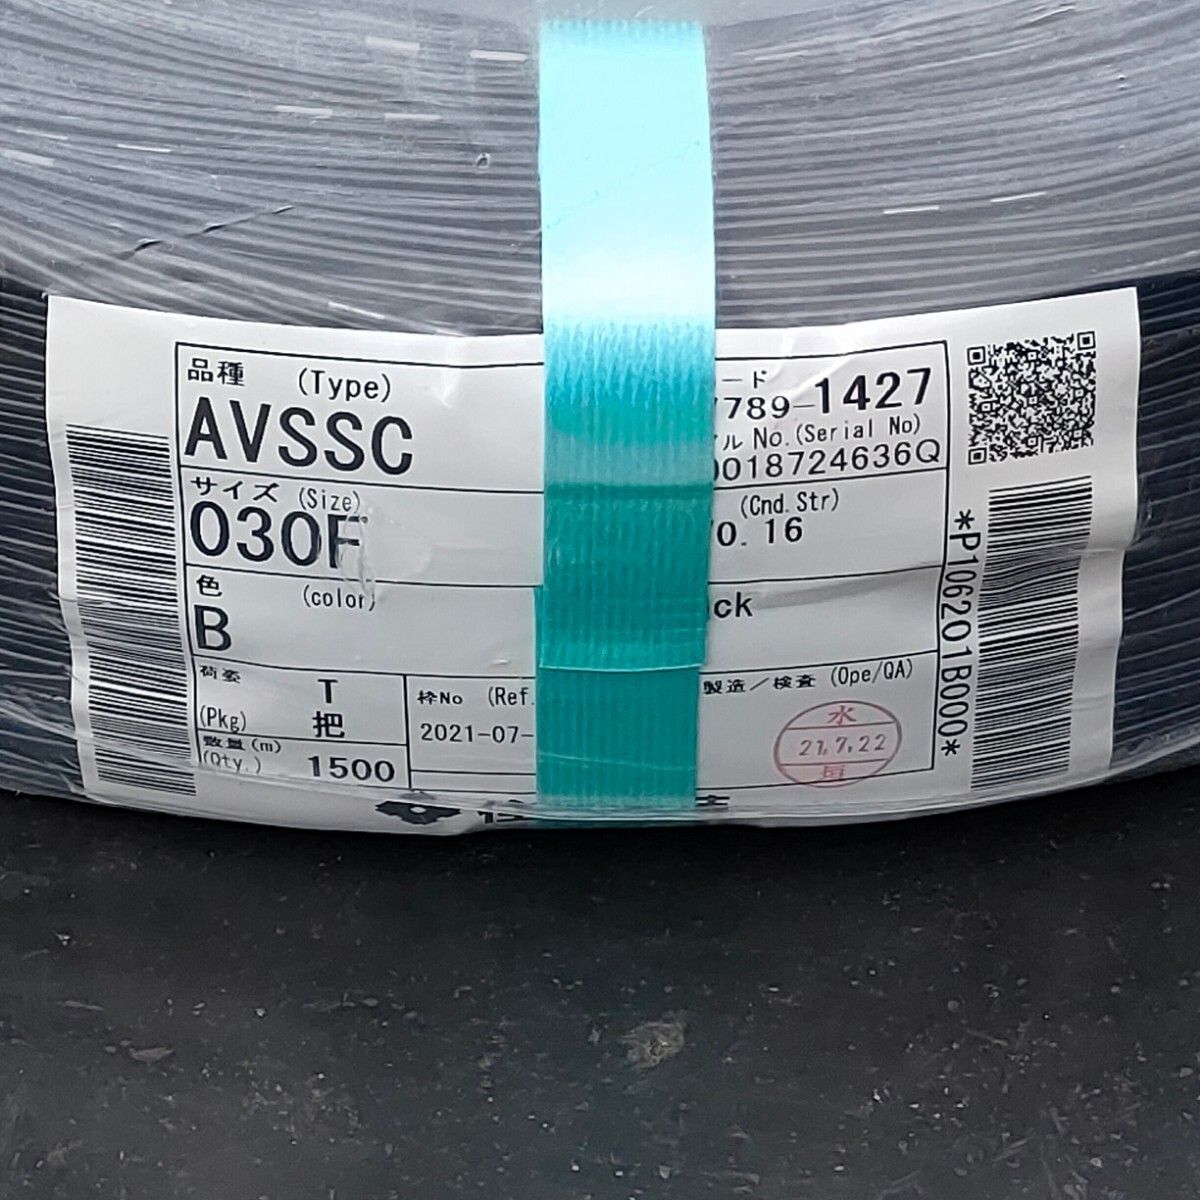 品種 (Type)
AVSSC
ード
7789-1427
ル No.(Serial No)
0018724636Q
サイズ (Size)
030F
(Cnd.Str)
0.16
色 (color)
B
ck
荷姿
(Pkg)
T
把
数量(m)
(Qty.)
1500
枠No (Ref.
2021-07-
製造/検査 (Ope/QA)
水
21.7.22
*P106201B000*